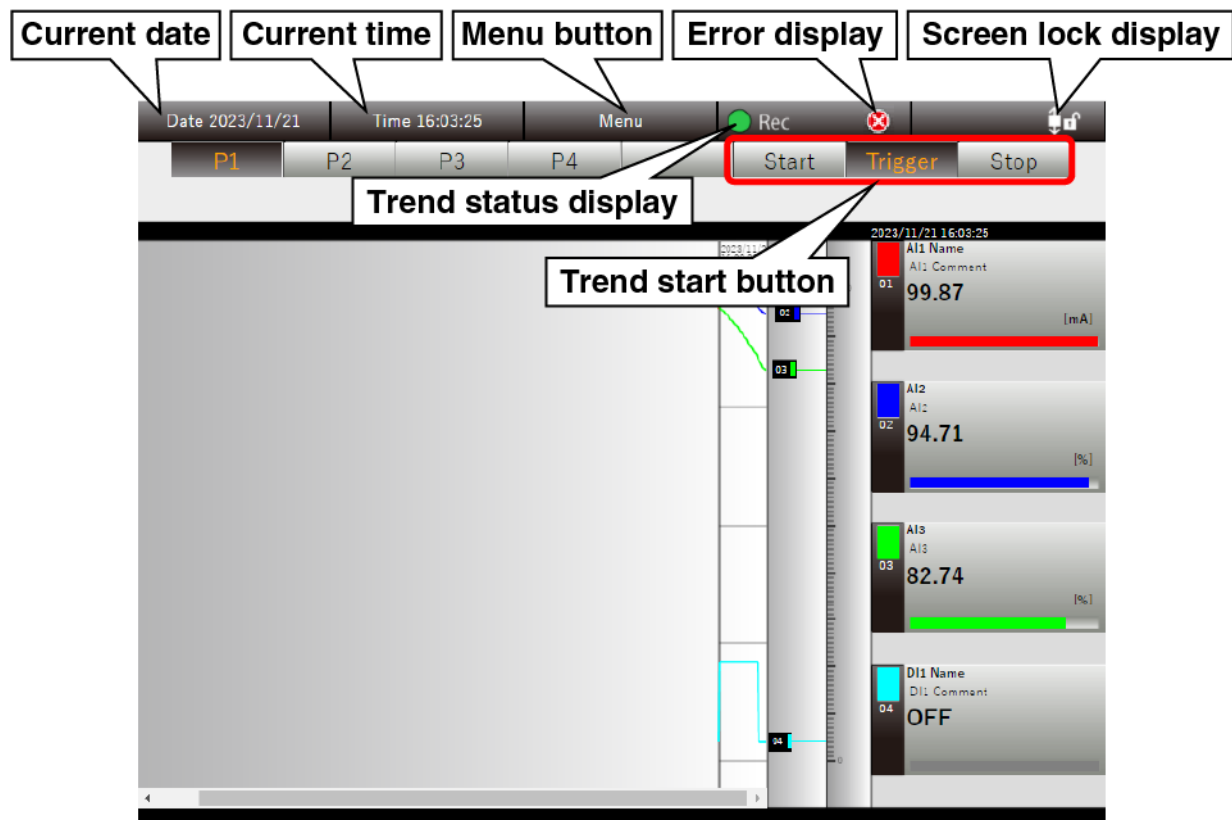 Current date
Current time
Menu button
Error display
Screen lock display
Date 2023/11/21
Time 16:03:25
Menu
Rec
P1
P2
P3
P4
Start
Trigger
Stop
Trend status display
2023/11/21 16:03:25
Trend start button
AI1 Name
AI1 Comment
01
99.87
[mA]
02
03
AI2
AI2
02
94.71
[%]
AI3
AI3
03
82.74
[%]
DI1 Name
DI1 Comment
04
OFF
04
0